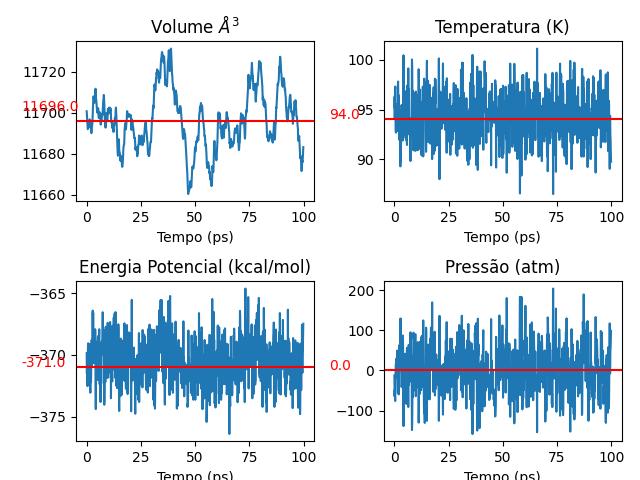 Volume Å³
11720
11696.0
11700
11680
11660
0 25 50 75 100
Tempo (ps)
Temperatura (K)
100
95
94.0
90
0 25 50 75 100
Tempo (ps)
Energia Potencial (kcal/mol)
−365
−370
-371.0
−375
0 25 50 75 100
Tempo (ps)
Pressão (atm)
200
100
0
0.0
−100
0 25 50 75 100
Tempo (ps)